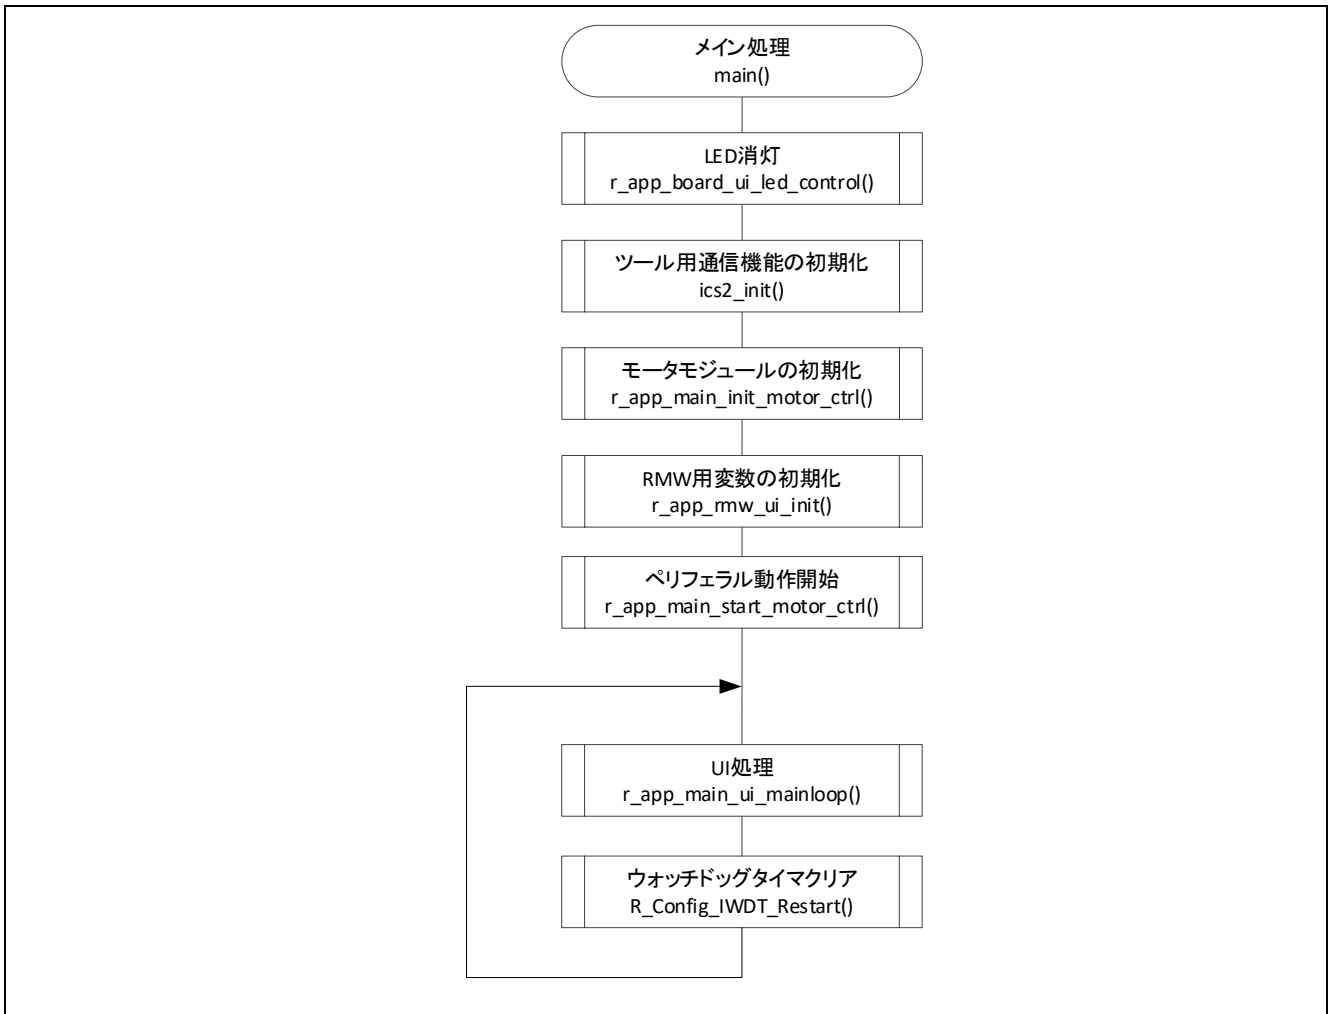 メイン処理
main()
LED消灯
r_app_board_ui_led_control()
ツール用通信機能の初期化
ics2_init()
モータモジュールの初期化
r_app_main_init_motor_ctrl()
RMW用変数の初期化
r_app_rmw_ui_init()
ペリフェラル動作開始
r_app_main_start_motor_ctrl()
UI処理
r_app_main_ui_mainloop()
ウォッチドッグタイマクリア
R_Config_IWDT_Restart()